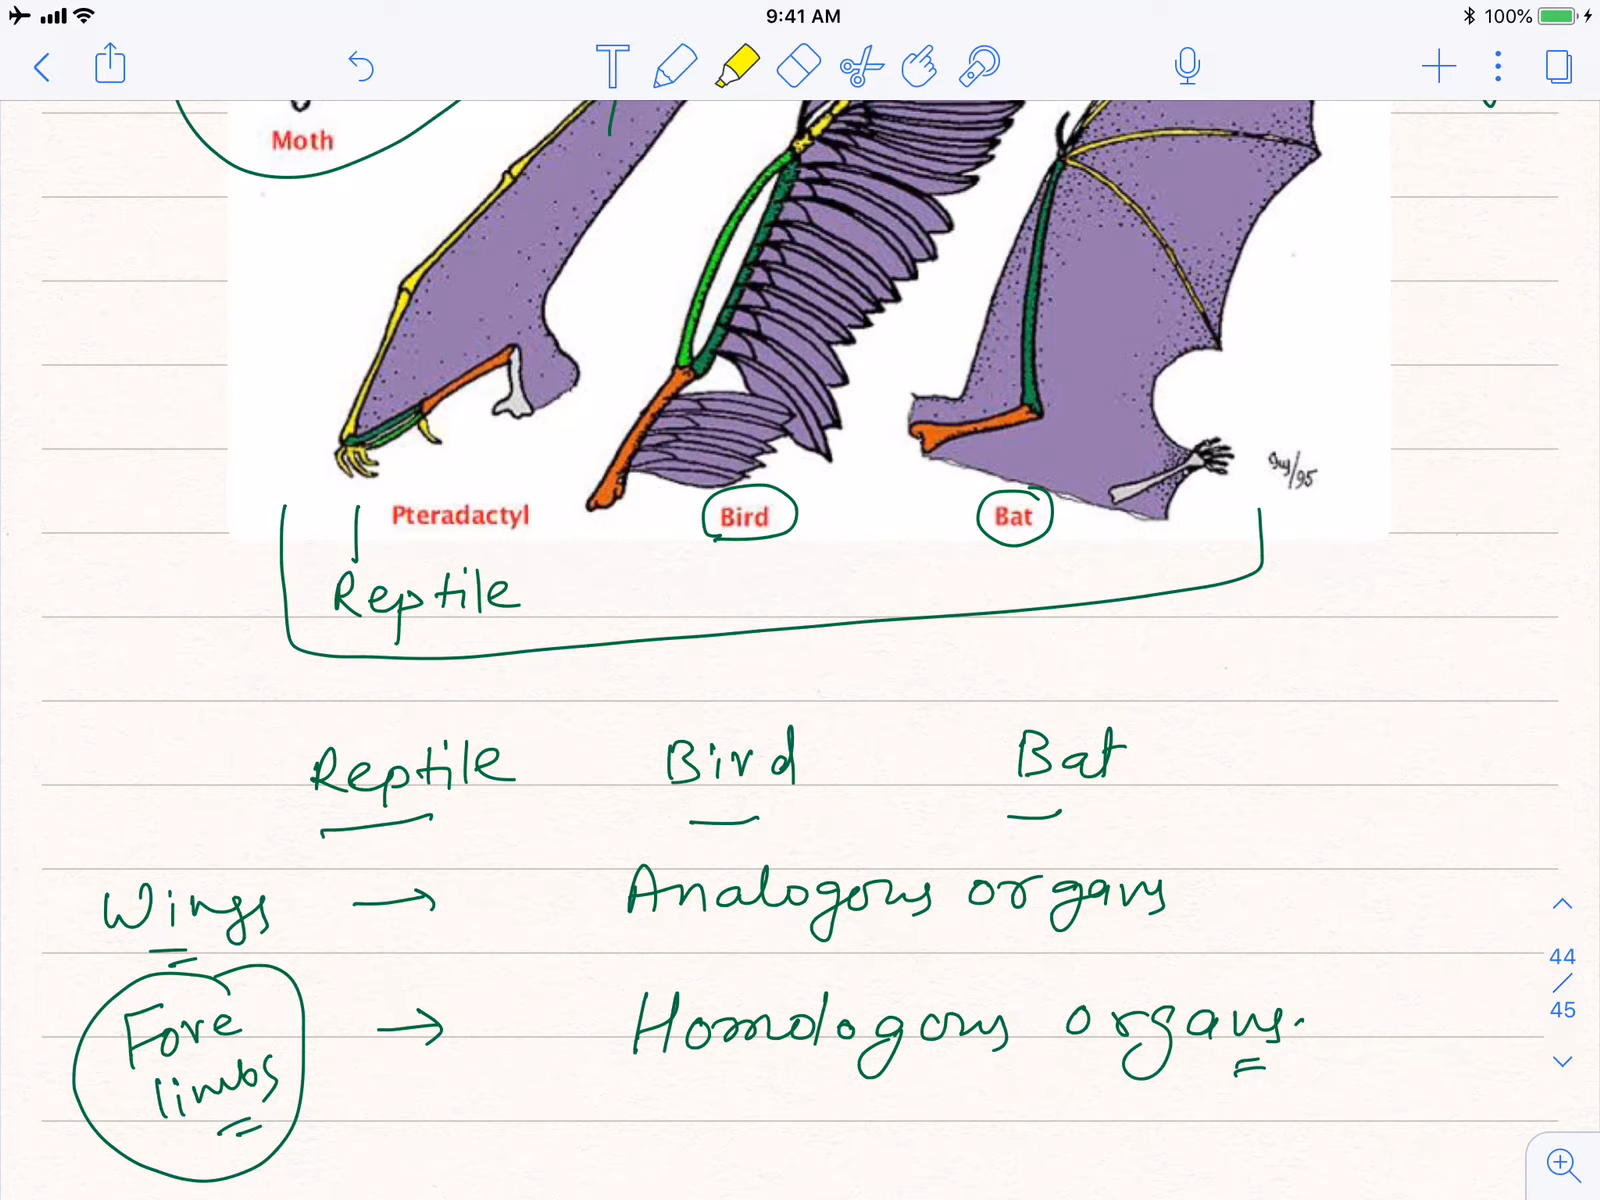 9:41 AM
100%
Moth
Pteradactyl
Bird
Bat
Reptile
Reptile Bird Bat
Wings → Analogous organs
Fore limbs → Homologous organs.
44
/
45